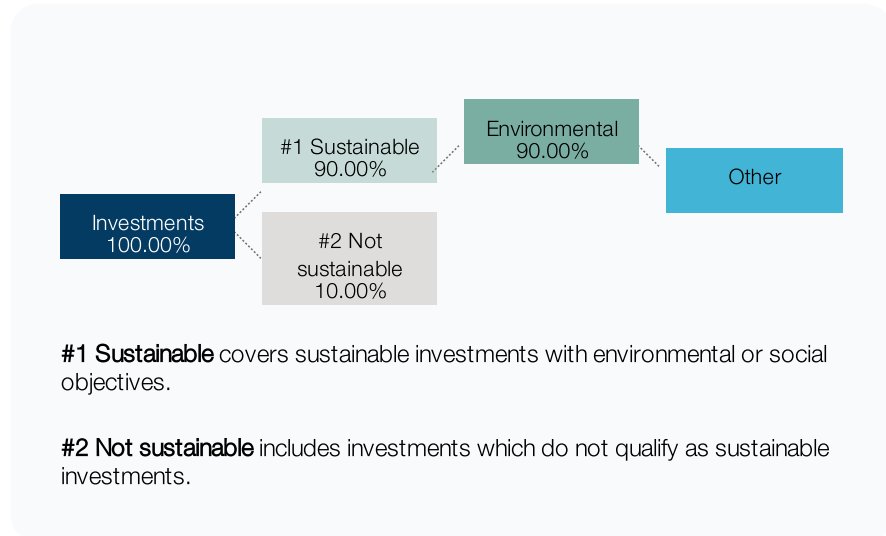 Investments
100.00%
#1 Sustainable
90.00%
#2 Not
sustainable
10.00%
Environmental
90.00%
Other
#1 Sustainable covers sustainable investments with environmental or social
objectives.
#2 Not sustainable includes investments which do not qualify as sustainable
investments.